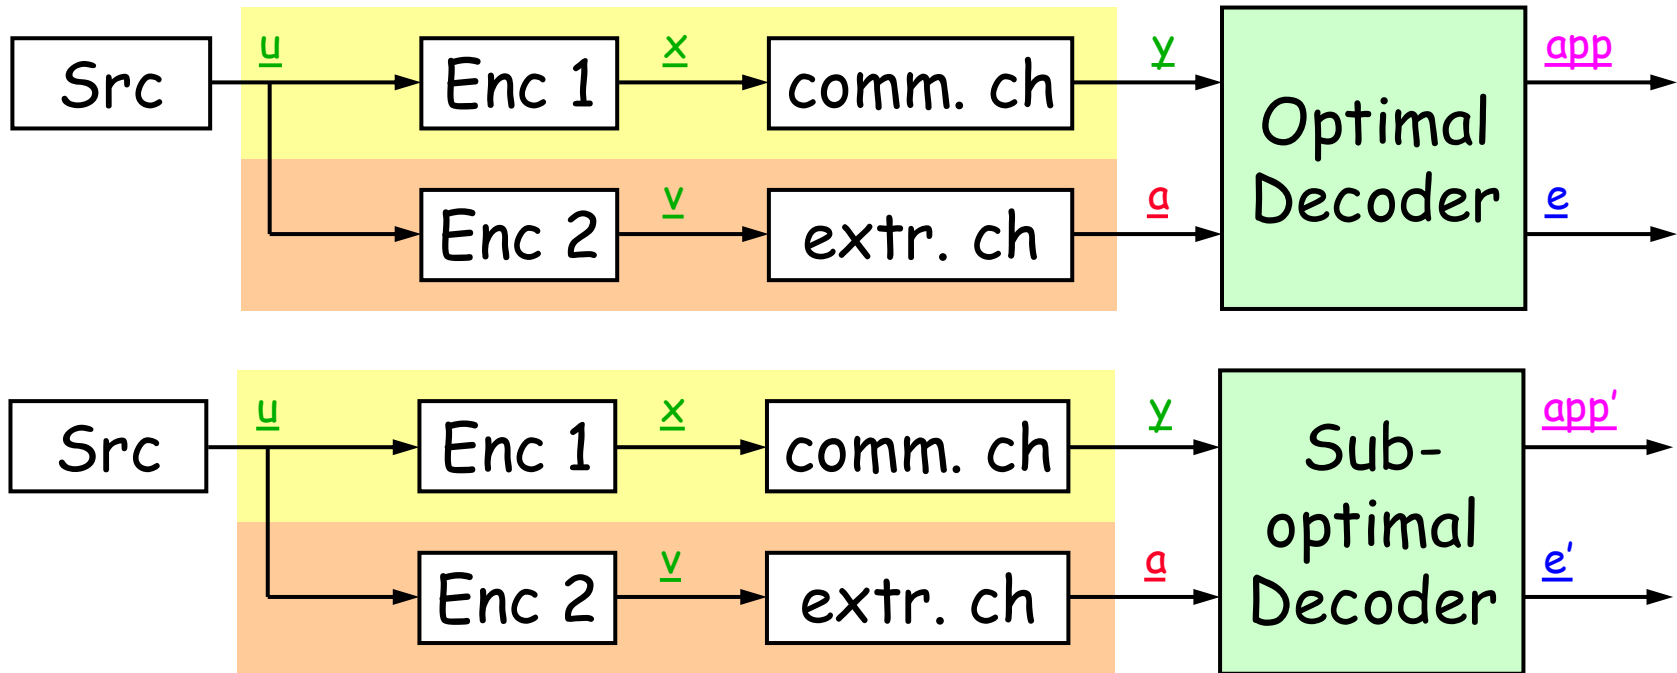 u x y app
Src Enc 1 comm. ch
Optimal
Decoder
v a e
Enc 2 extr. ch
u x y app'
Src Enc 1 comm. ch
Sub-
optimal
Decoder
v a e'
Enc 2 extr. ch